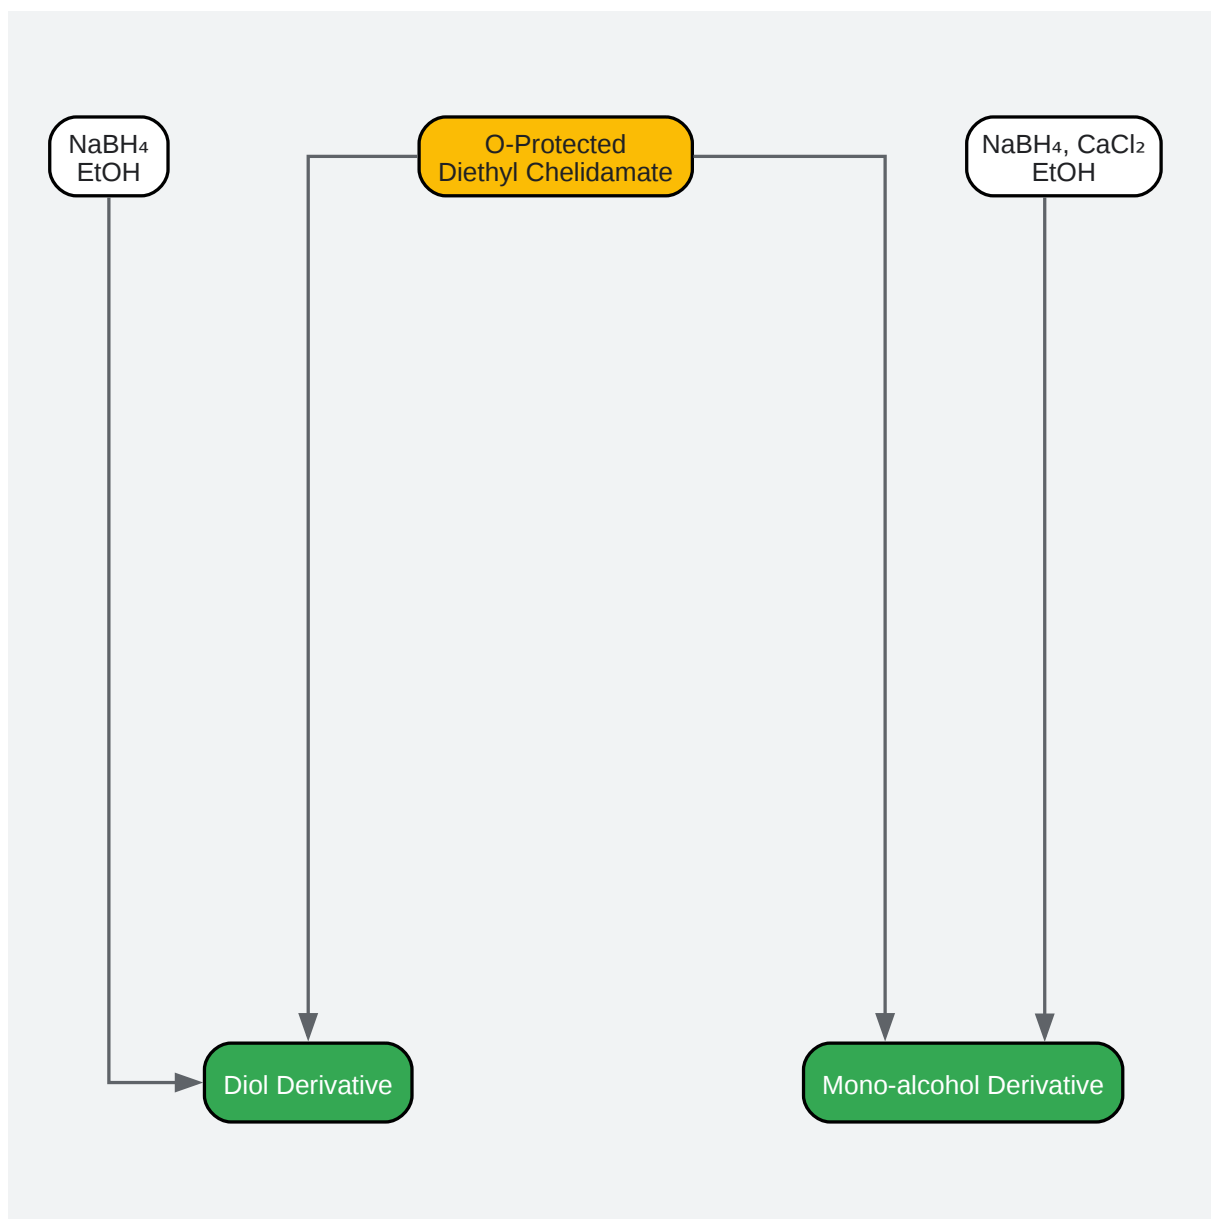 NaBH₄
EtOH
O-Protected
Diethyl Chelidamate
NaBH₄, CaCl₂
EtOH
Diol Derivative
Mono-alcohol Derivative